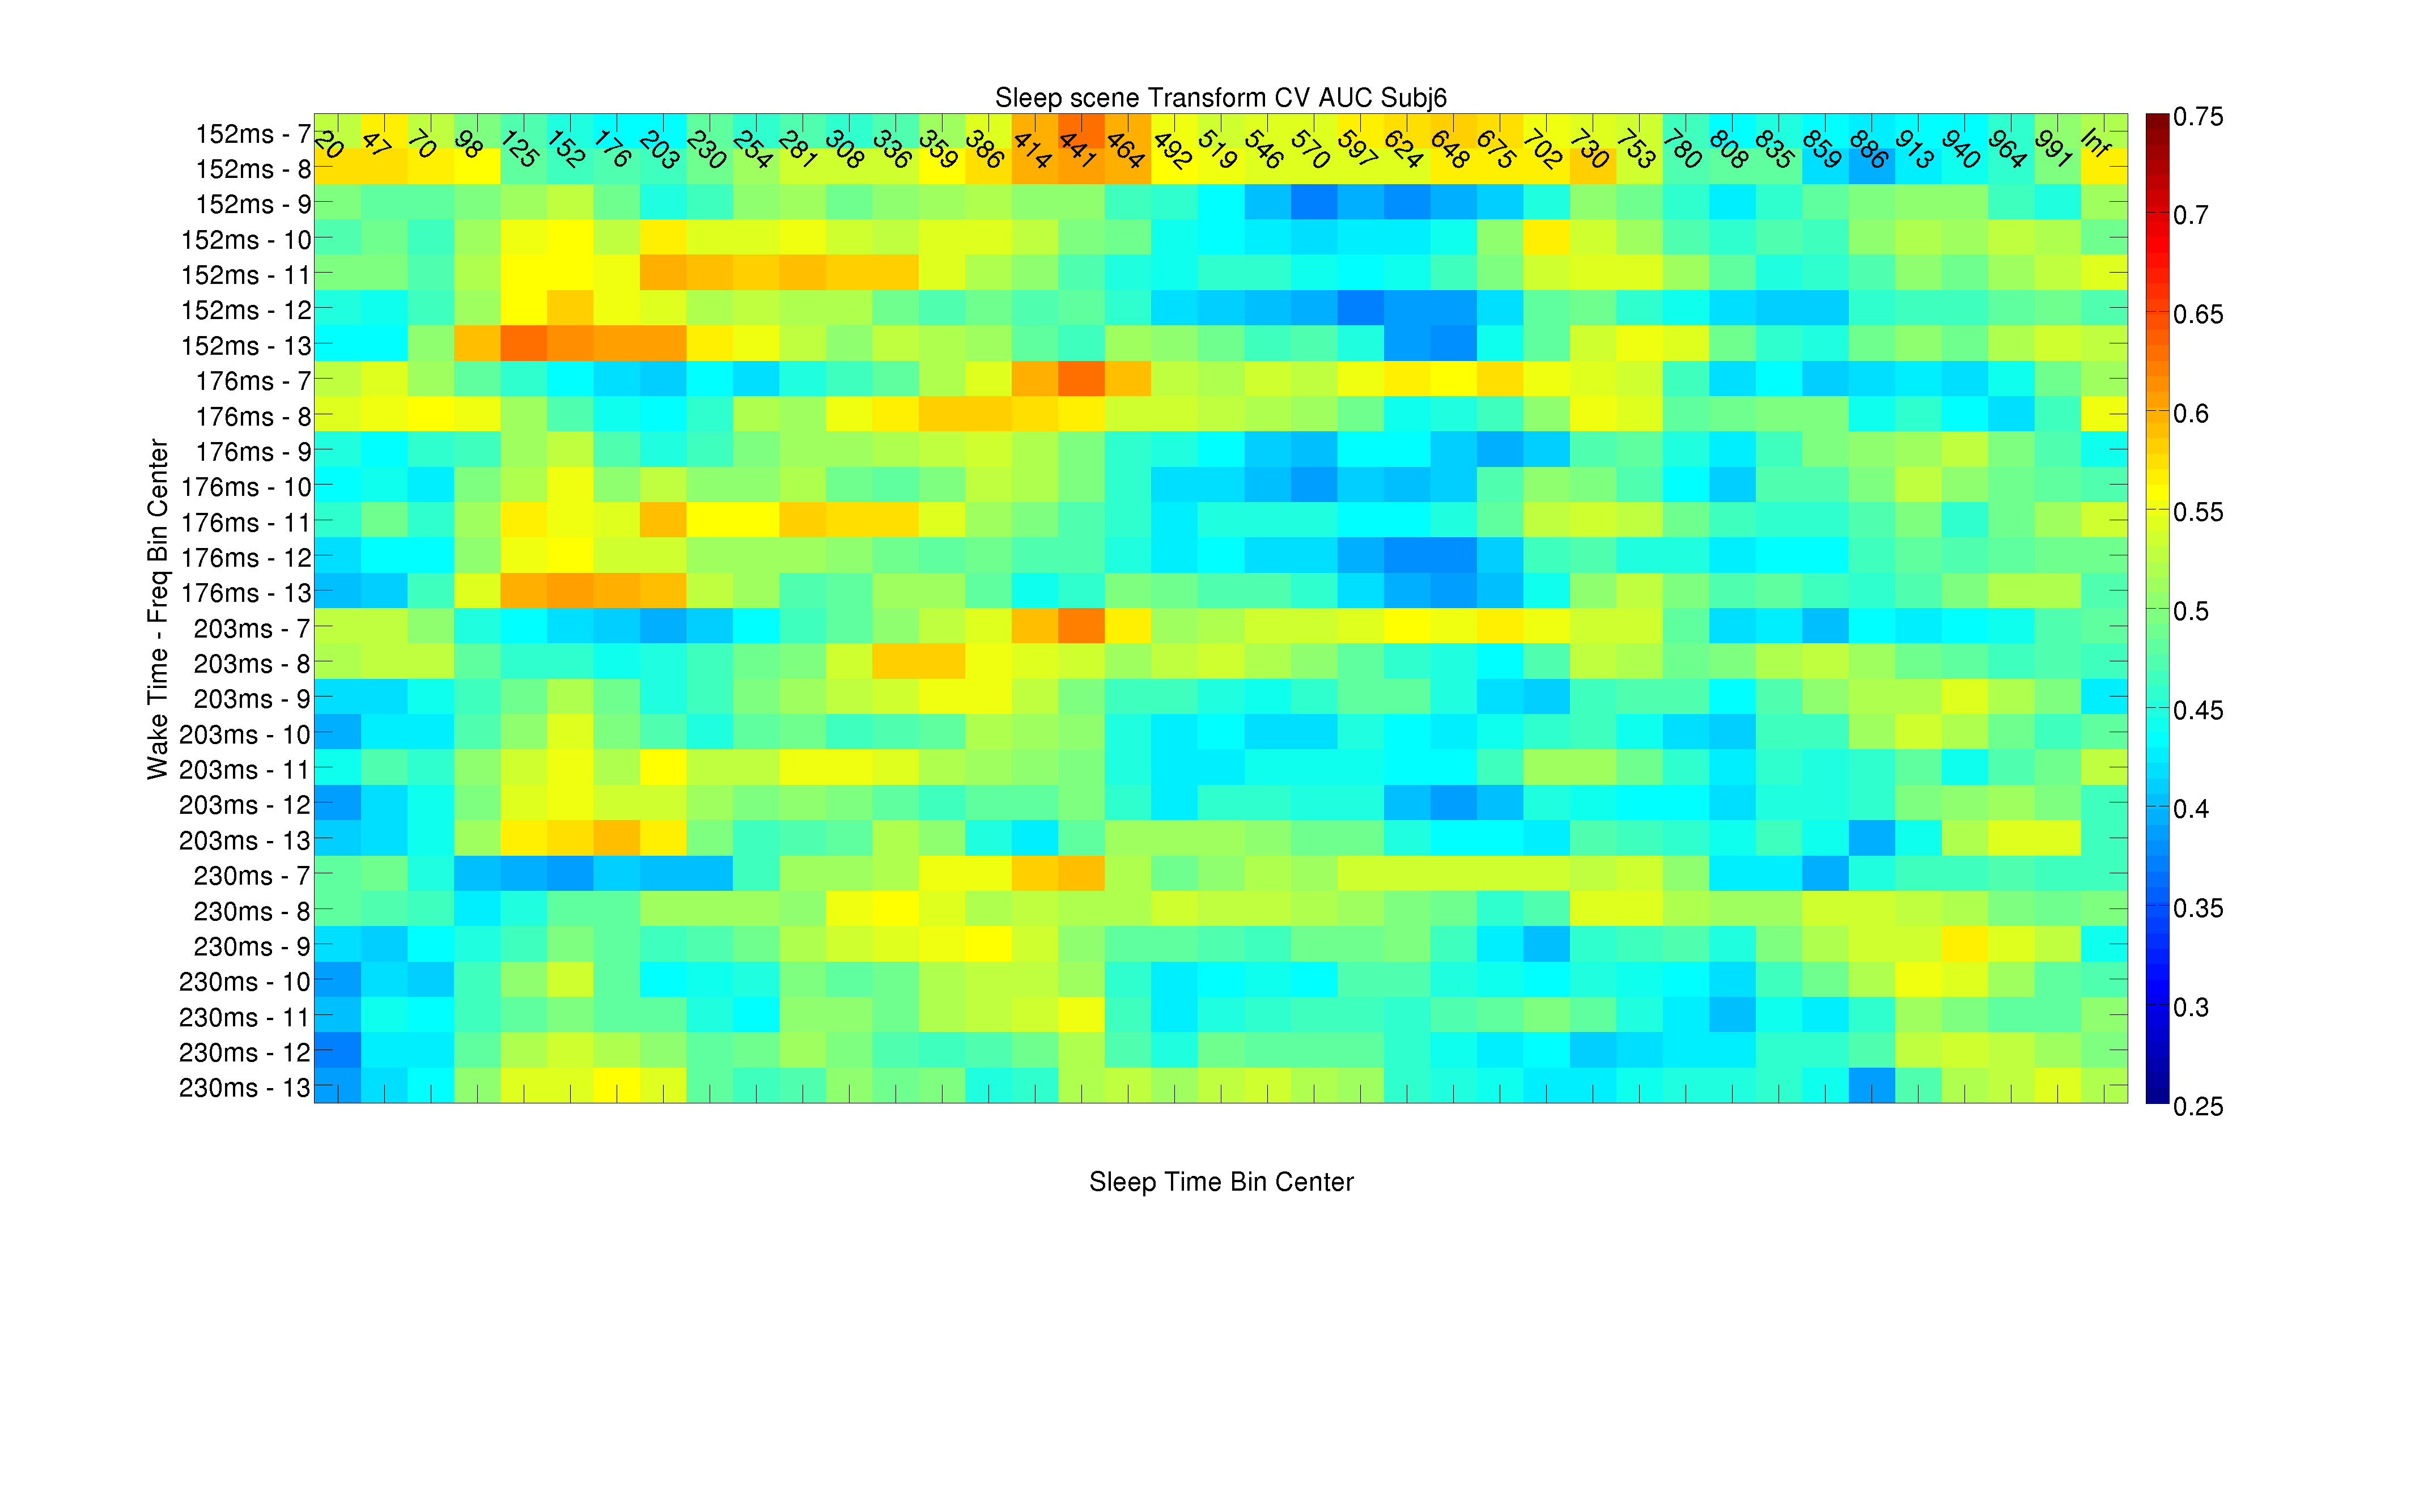 Sleep scene Transform CV AUC Subj6
20 47 70 98 125 152 176 203 230 254 281 308 336 359 386 414 441 464 492 519 546 570 597 624 648 675 702 730 753 780 808 835 859 886 913 940 964 991 Inf
152ms - 7
152ms - 8
152ms - 9
152ms - 10
152ms - 11
152ms - 12
152ms - 13
176ms - 7
176ms - 8
176ms - 9
176ms - 10
176ms - 11
176ms - 12
176ms - 13
203ms - 7
203ms - 8
203ms - 9
203ms - 10
203ms - 11
203ms - 12
203ms - 13
230ms - 7
230ms - 8
230ms - 9
230ms - 10
230ms - 11
230ms - 12
230ms - 13
Wake Time - Freq Bin Center
0.75
0.7
0.65
0.6
0.55
0.5
0.45
0.4
0.35
0.3
0.25
Sleep Time Bin Center